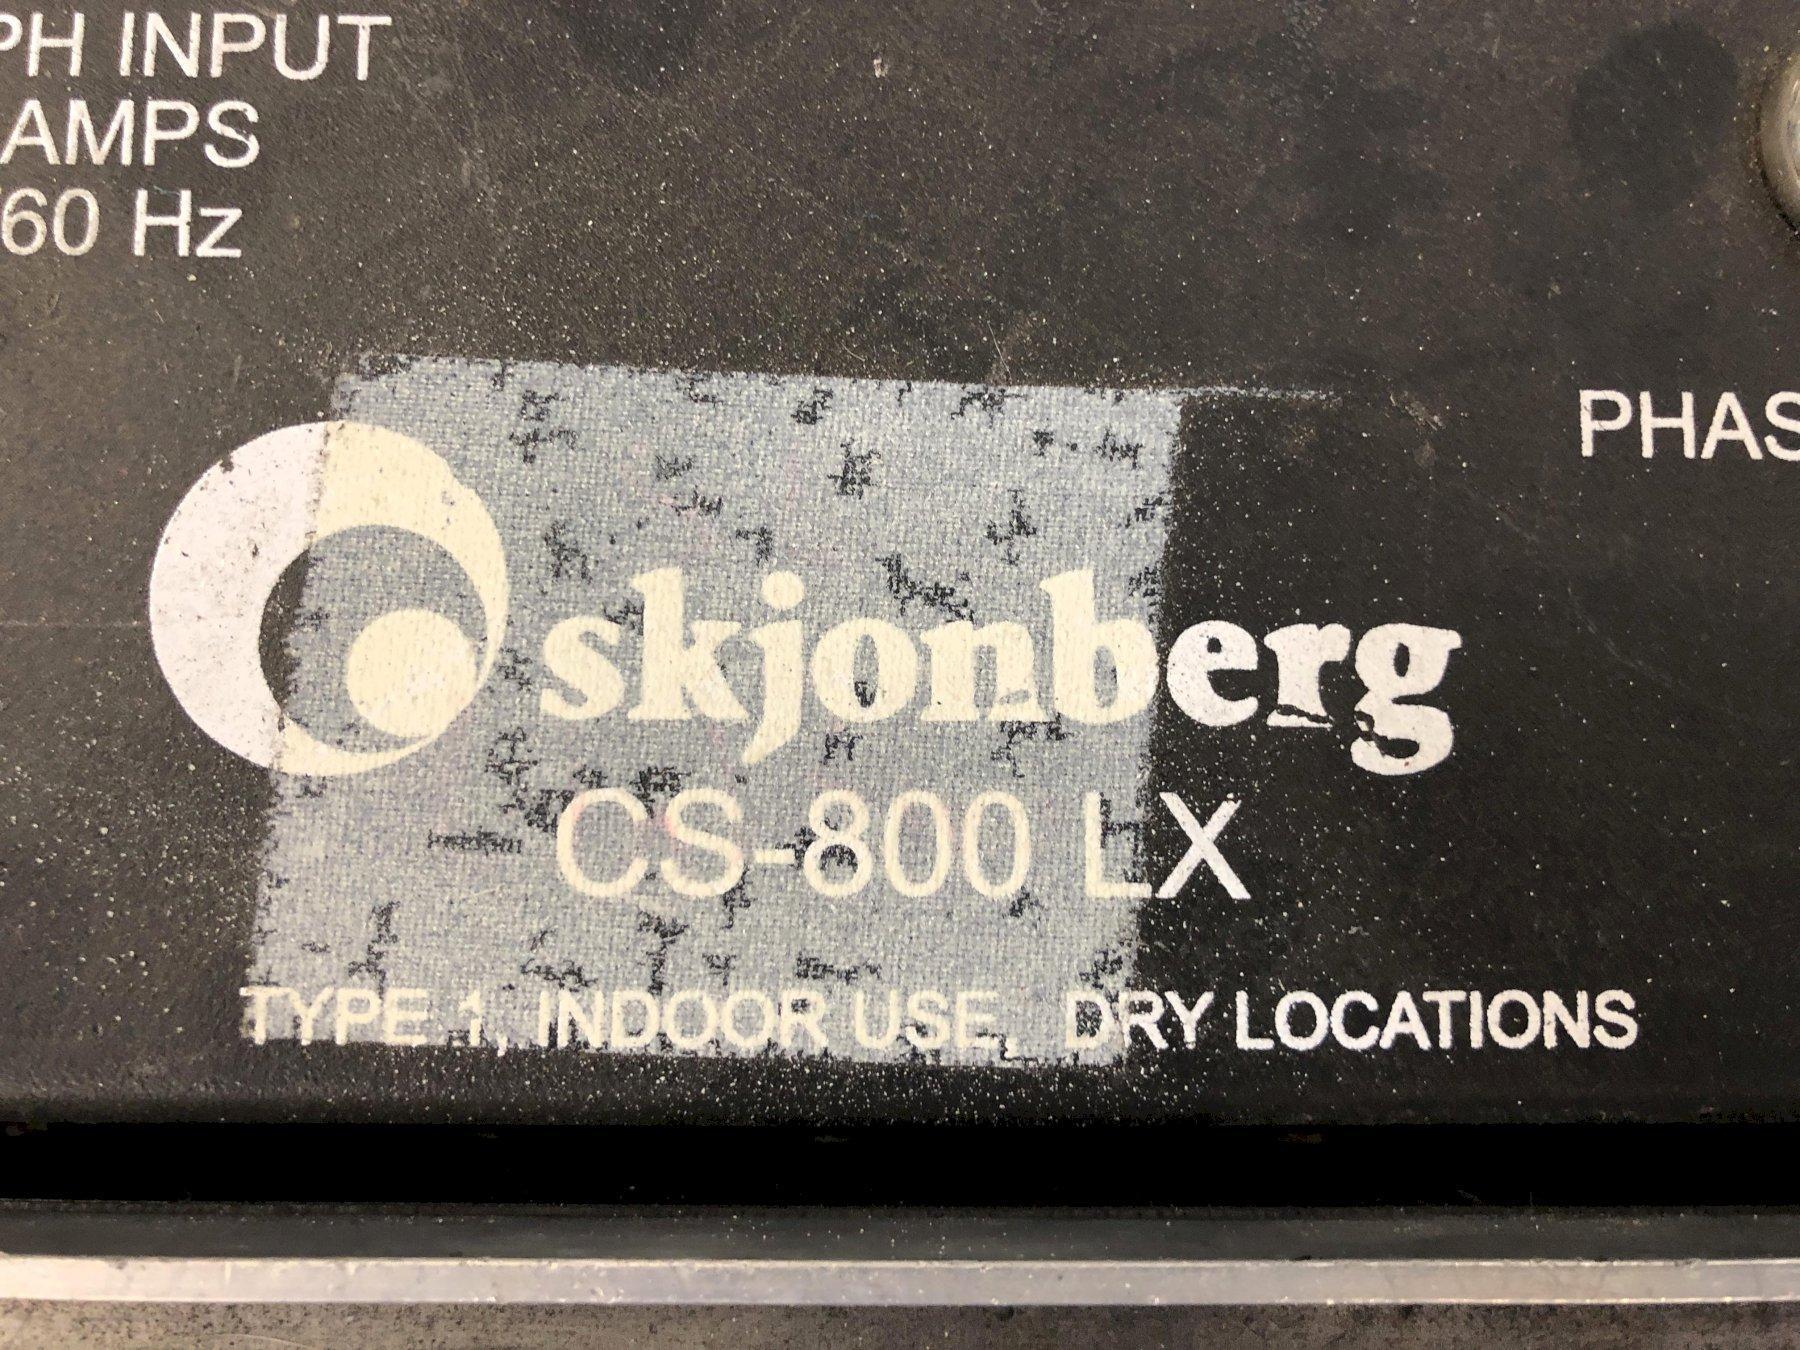 PH INPUT
AMPS
/60 Hz
PHAS
skjonberg
CS-800 LX
TYPE 1, INDOOR USE, DRY LOCATIONS